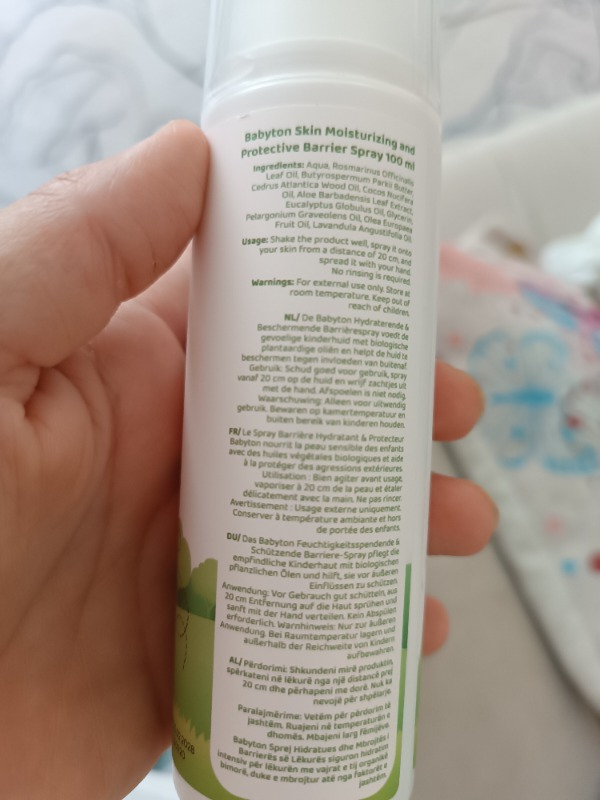 Babyton Skin Moisturizing and
Protective Barrier Spray 100 ml
Ingredients: Aqua, Rosmarinus Officinalis
Leaf Oil, Butyrospermum Parkii Butter,
Cedrus Atlantica Wood Oil, Cocos Nucifera
Oil, Aloe Barbadensis Leaf Extract,
Eucalyptus Globulus Oil, Glycerin,
Pelargonium Graveolens Oil, Olea Europaea
Fruit Oil, Lavandula Angustifolia Oil.
Usage: Shake the product well, spray it onto
your skin from a distance of 20 cm, and
spread it with your hand.
No rinsing is required.
Warnings: For external use only. Store at
room temperature. Keep out of
reach of children.
NL/ De Babyton Hydraterende &
Beschermende Barrièrespray voedt de
gevoelige kinderhuid met biologische
plantaardige oliën en helpt de huid te
beschermen tegen invloeden van buitenaf.
Gebruik: Schud goed voor gebruik, spray
vanaf 20 cm op de huid en wrijf zachtjes uit
met de hand. Afspoelen is niet nodig.
Waarschuwing: Alleen voor uitwendig
gebruik. Bewaren op kamertemperatuur en
buiten bereik van kinderen houden.
FR/ Le Spray Barrière Hydratant & Protecteur
Babyton nourrit la peau sensible des enfants
avec des huiles végétales biologiques et aide
à la protéger des agressions extérieures.
Utilisation : Bien agiter avant usage,
vaporiser à 20 cm de la peau et étaler
délicatement avec la main. Ne pas rincer.
Avertissement : Usage externe uniquement.
Conserver à température ambiante et hors
de portée des enfants.
DU/ Das Babyton Feuchtigkeitsspendende &
Schützende Barriere-Spray pflegt die
empfindliche Kinderhaut mit biologischen
pflanzlichen Ölen und hilft, sie vor äußeren
Einflüssen zu schützen.
Anwendung: Vor Gebrauch gut schütteln, aus
20 cm Entfernung auf die Haut sprühen und
sanft mit der Hand verteilen. Kein Abspülen
erforderlich. Warnhinweis: Nur zur äußeren
Anwendung. Bei Raumtemperatur lagern und
außerhalb der Reichweite von Kindern
aufbewahren.
AL/ Përdorimi: Shkundeni mirë produktin,
spërkateni në lëkurë nga një distancë prej
20 cm dhe përhapeni me dorë. Nuk ka
nevojë për shpëlarje.
Paralajmërime: Vetëm për përdorim të
jashtëm. Ruajeni në temperaturën e
dhomës. Mbajeni larg fëmijëve.
Babyton Sprej Hidratues dhe Mbrojtës i
Barrierës së Lëkurës siguron hidratim
intensiv për lëkurën me vajrat e tij organikë
bimorë, duke e mbrojtur atë nga faktorët e
jashtëm.